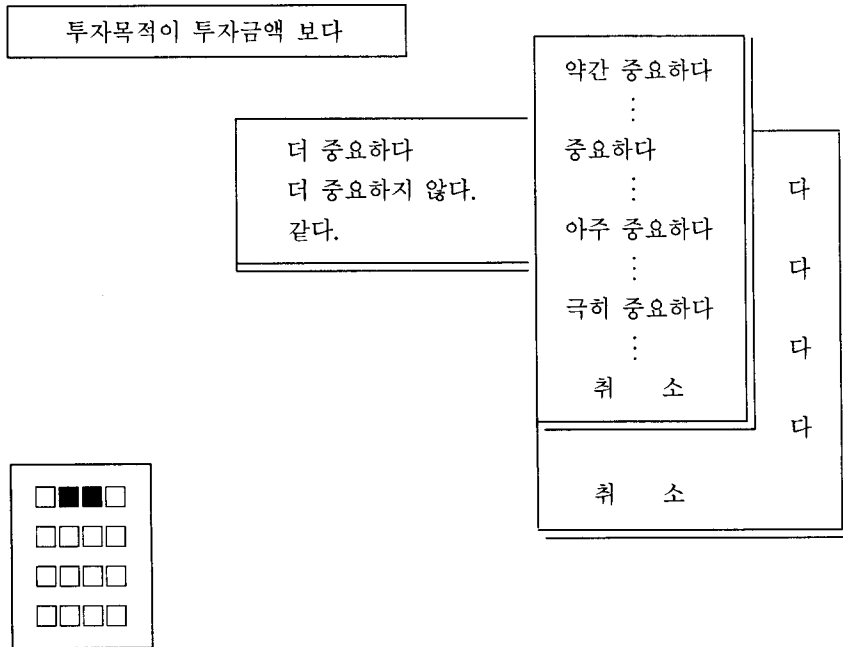 투자목적이 투자금액 보다
더 중요하다
더 중요하지 않다.
같다.
약간 중요하다
⋮
중요하다
⋮
아주 중요하다
⋮
극히 중요하다
⋮
취 소
다
다
다
다
취 소